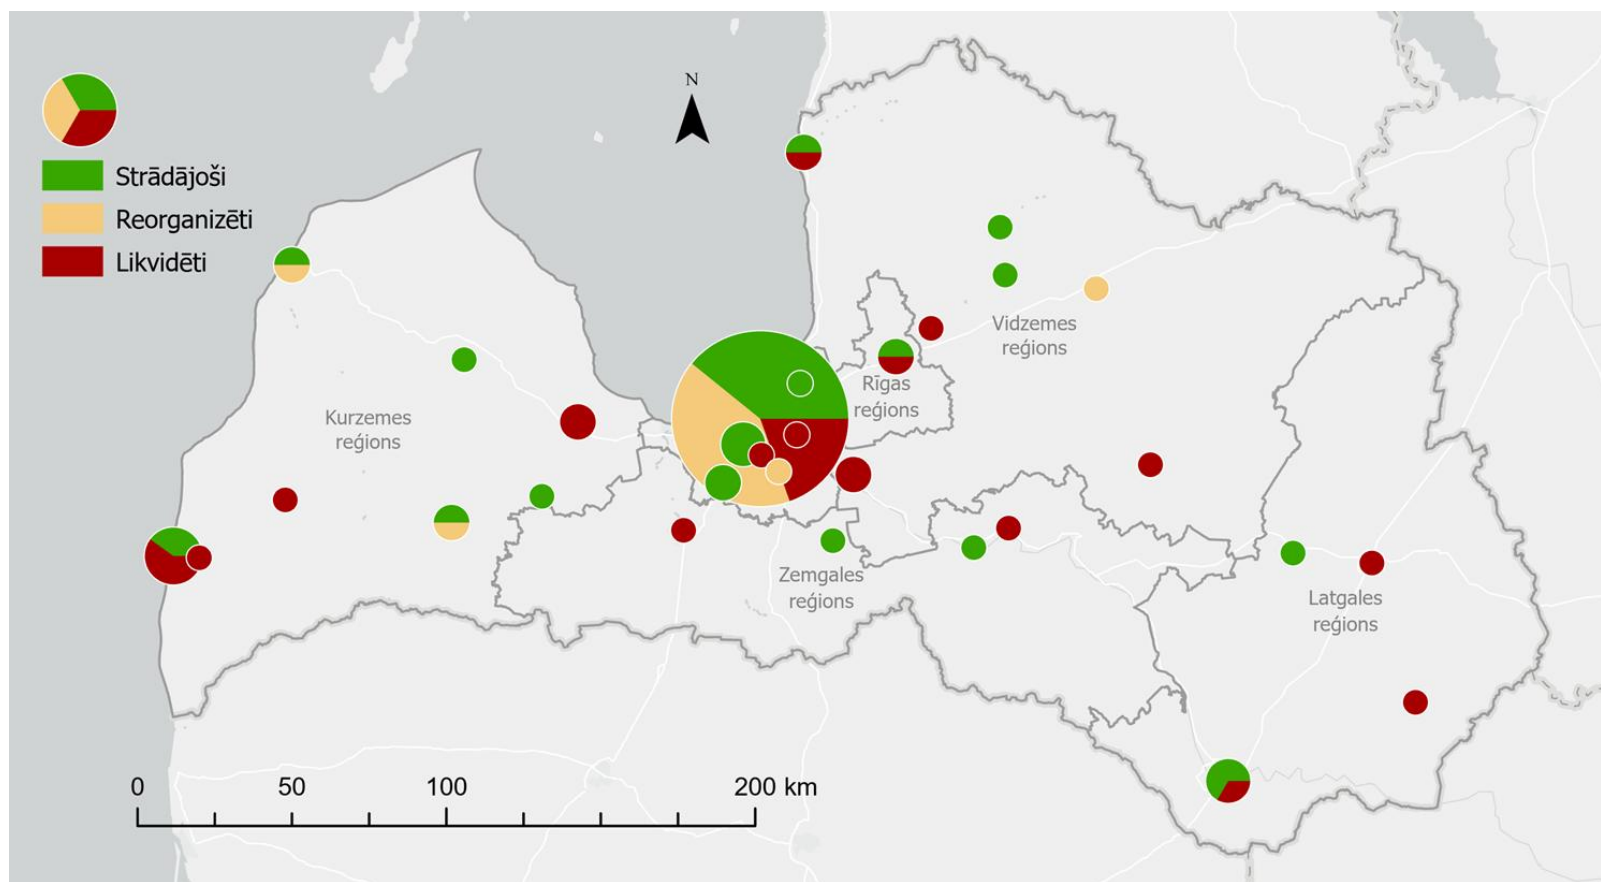 N
Strādājoši
Reorganizēti
Likvidēti
Vidzemes
reģions
Rīgas
reģions
Kurzemes
reģions
Zemgales
reģions
Latgales
reģions
0 50 100 200 km